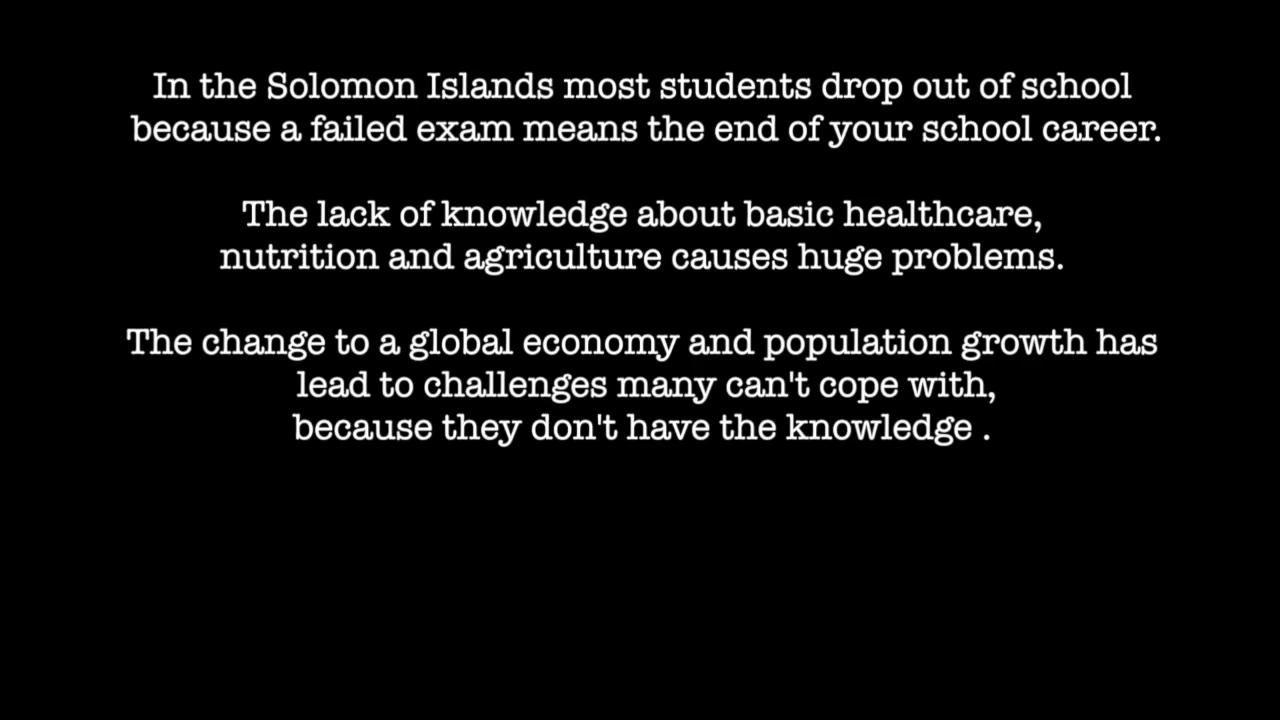 In the Solomon Islands most students drop out of school
because a failed exam means the end of your school career.
The lack of knowledge about basic healthcare,
nutrition and agriculture causes huge problems.
The change to a global economy and population growth has
lead to challenges many can't cope with,
because they don't have the knowledge .